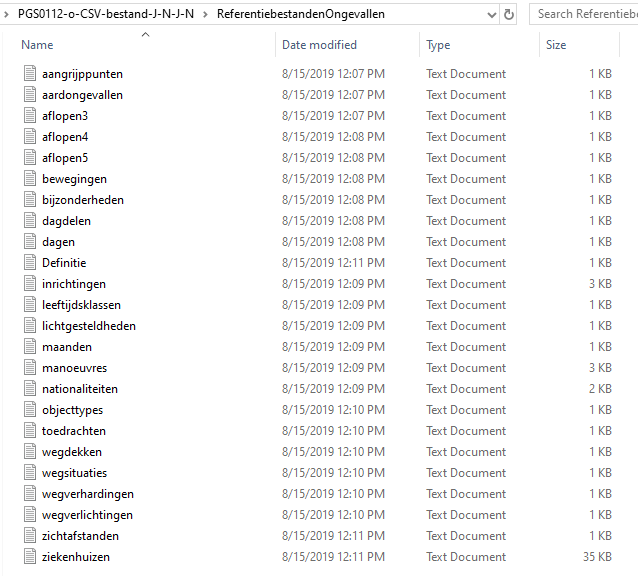 PGS0112-o-CSV-bestand-J-N-J-N > ReferentiebestandenOngevallen Search Referentiebe
Name Date modified Type Size
aangrijppunten 8/15/2019 12:07 PM Text Document 1 KB
aardongevallen 8/15/2019 12:07 PM Text Document 1 KB
aflopen3 8/15/2019 12:07 PM Text Document 1 KB
aflopen4 8/15/2019 12:08 PM Text Document 1 KB
aflopen5 8/15/2019 12:08 PM Text Document 1 KB
bewegingen 8/15/2019 12:08 PM Text Document 1 KB
bijzonderheden 8/15/2019 12:08 PM Text Document 1 KB
dagdelen 8/15/2019 12:08 PM Text Document 1 KB
dagen 8/15/2019 12:08 PM Text Document 1 KB
Definitie 8/15/2019 12:11 PM Text Document 1 KB
inrichtingen 8/15/2019 12:09 PM Text Document 3 KB
leeftijdsklassen 8/15/2019 12:09 PM Text Document 1 KB
lichtgesteldheden 8/15/2019 12:09 PM Text Document 1 KB
maanden 8/15/2019 12:09 PM Text Document 1 KB
manoeuvres 8/15/2019 12:09 PM Text Document 3 KB
nationaliteiten 8/15/2019 12:09 PM Text Document 2 KB
objecttypes 8/15/2019 12:10 PM Text Document 1 KB
toedrachten 8/15/2019 12:10 PM Text Document 1 KB
wegdekken 8/15/2019 12:10 PM Text Document 1 KB
wegsituaties 8/15/2019 12:10 PM Text Document 1 KB
wegverhardingen 8/15/2019 12:10 PM Text Document 1 KB
wegverlichtingen 8/15/2019 12:10 PM Text Document 1 KB
zichtafstanden 8/15/2019 12:11 PM Text Document 1 KB
ziekenhuizen 8/15/2019 12:11 PM Text Document 35 KB